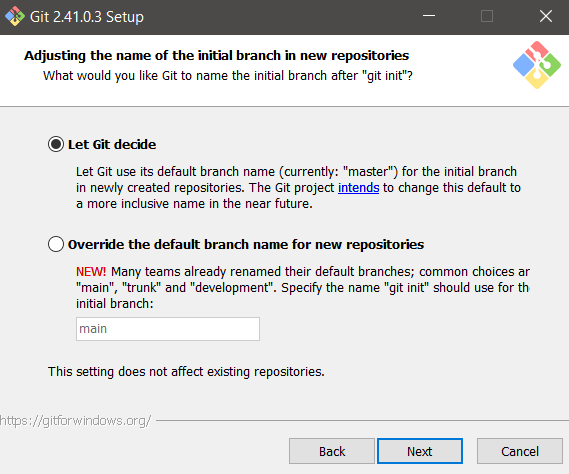 Git 2.41.0.3 Setup
Adjusting the name of the initial branch in new repositories
What would you like Git to name the initial branch after "git init"?
Let Git decide
Let Git use its default branch name (currently: "master") for the initial branch
in newly created repositories. The Git project intends to change this default to
a more inclusive name in the near future.
Override the default branch name for new repositories
NEW! Many teams already renamed their default branches; common choices ar
"main", "trunk" and "development". Specify the name "git init" should use for the
initial branch:
main
This setting does not affect existing repositories.
https://gitforwindows.org/
Back
Next
Cancel